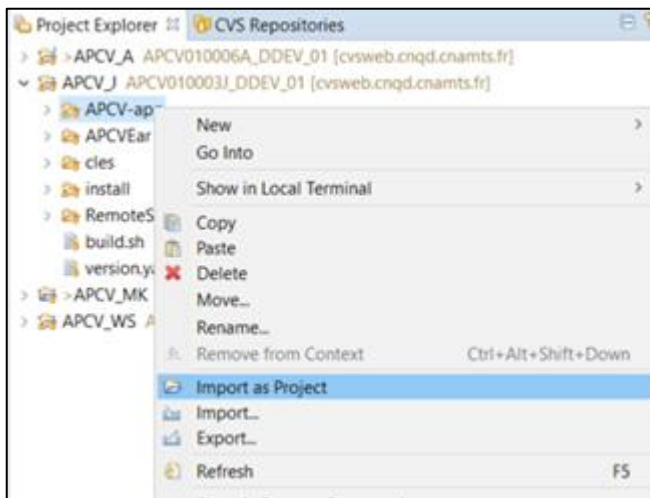 Project Explorer CVS Repositories
>APCV_A APCV010006A_DDEV_01 [cvsweb.cnqd.cnamts.fr]
APCV_J APCV010003J_DDEV_01 [cvsweb.cnqd.cnamts.fr]
APCV-ap
APCVEar
cles
install
RemoteS
build.sh
version.ya
>APCV_MK
APCV_WS A
New
Go Into
Show in Local Terminal
Copy
Paste
Delete
Move...
Rename...
Remove from Context Ctrl+Alt+Shift+Down
Import as Project
Import...
Export...
Refresh F5